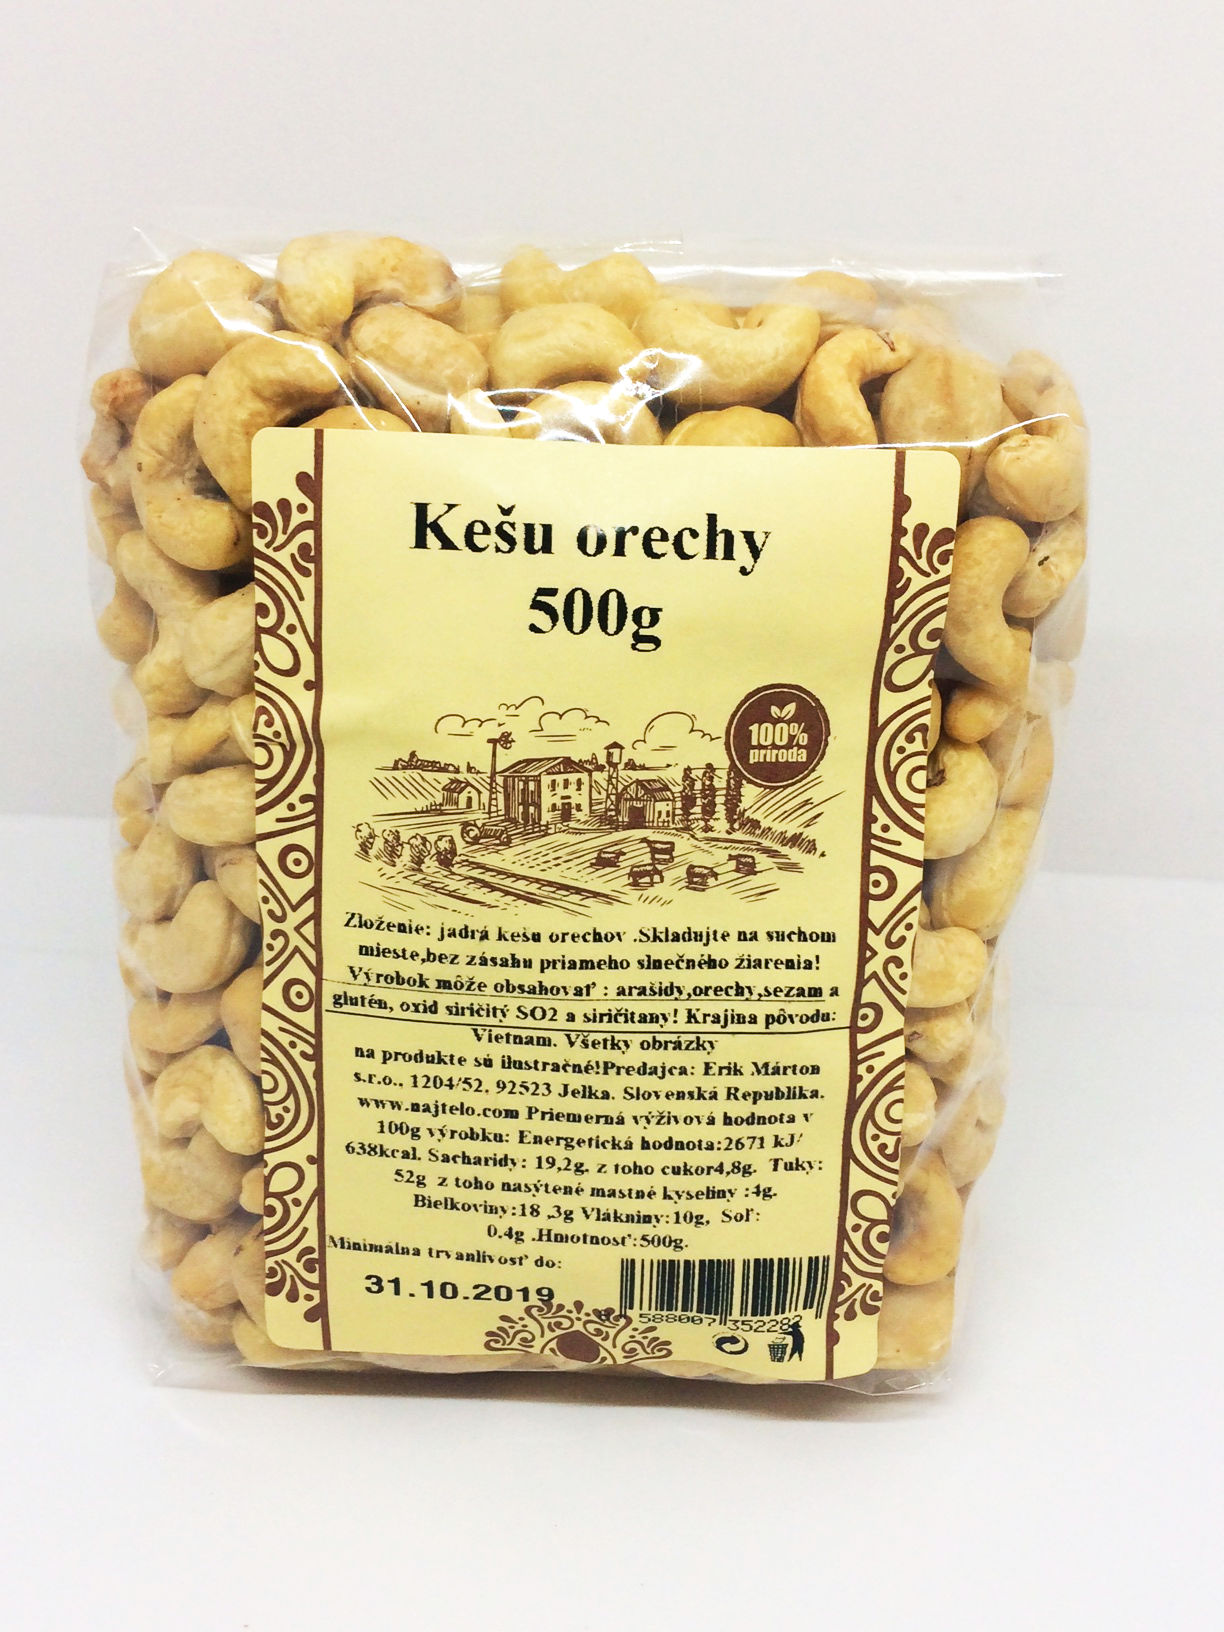 Kešu orechy
500g
100%
príroda
Zloženie: jadrá kešu orechov .Skladujte na suchom
mieste,bez zásahu priameho slnečného žiarenia!
Výrobok môže obsahovať : arašidy,orechy,sezam a
glutén, oxid siričitý SO2 a siričitany! Krajina pôvodu:
Vietnam. Všetky obrázky
na produkte sú ilustračné!Predajca: Erik Márton
s.r.o., 1204/52, 92523 Jelka. Slovenská Republika.
www.najtelo.com Priemerná výživová hodnota v
100g výrobku: Energetická hodnota:2671 kJ/
638kcal. Sacharidy: 19,2g. z toho cukor4,8g. Tuky:
52g z toho nasýtené mastné kyseliny :4g.
Bielkoviny:18 ,3g Vlákniny:10g, Soľ:
0.4g .Hmotnosť:500g.
Minimálna trvanlivosť do:
31.10.2019
588007 352282